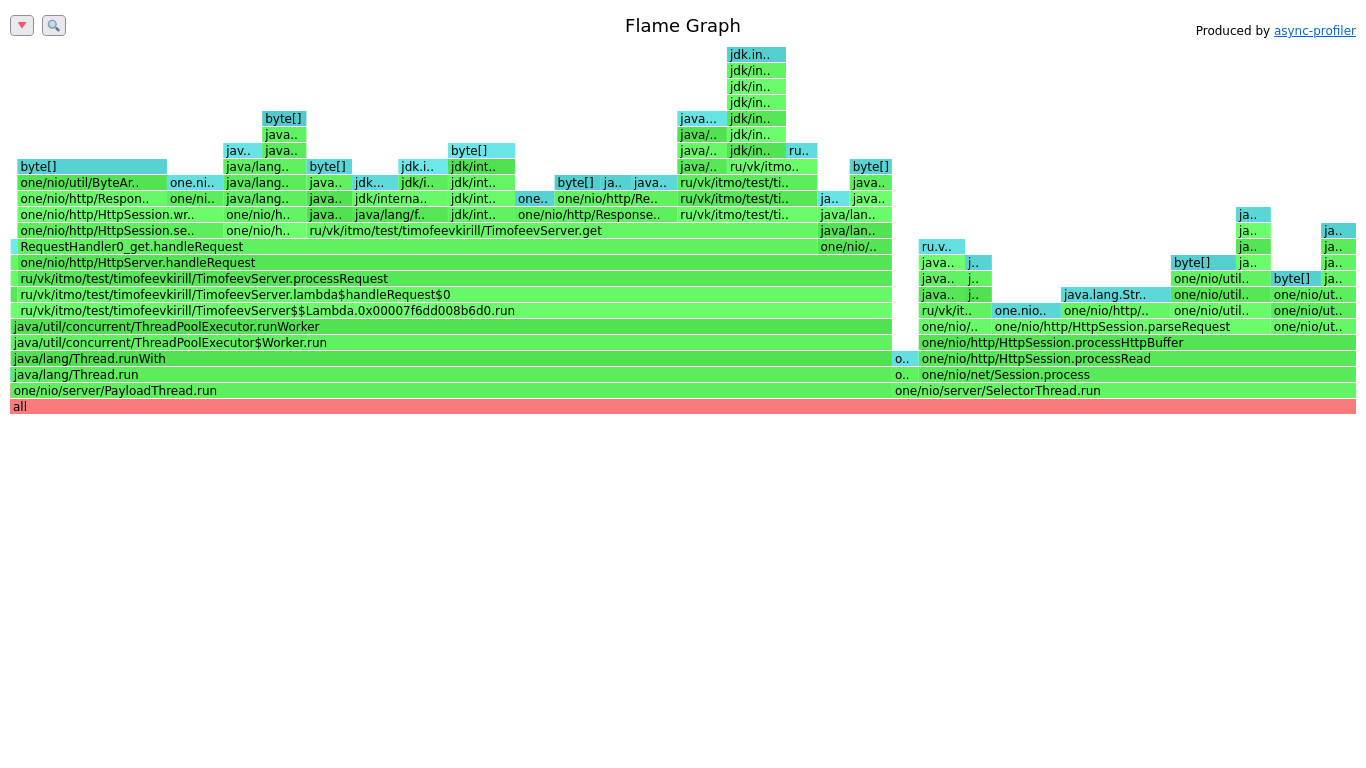 Flame Graph
Produced by async-profiler
jdk.in..
jdk/in..
jdk/in..
jdk/in..
byte[] java... jdk/in..
java.. java/.. jdk/in..
jav.. java.. byte[] java/.. jdk/in.. ru..
byte[] java/lang.. byte[] jdk.i.. jdk/int.. java/.. ru/vk/itmo.. byte[]
one/nio/util/ByteAr.. one.ni.. java/lang.. java.. jdk... jdk/i.. jdk/int.. byte[] ja.. java.. ru/vk/itmo/test/ti.. java..
one/nio/http/Respon.. one/ni.. java/lang.. java.. jdk/interna.. jdk/int.. one.. one/nio/http/Re.. ru/vk/itmo/test/ti.. ja.. java..
one/nio/http/HttpSession.wr.. one/nio/h.. java.. java/lang/f.. jdk/int.. one/nio/http/Response.. ru/vk/itmo/test/ti.. java/lan.. ja..
one/nio/http/HttpSession.se.. one/nio/h.. ru/vk/itmo/test/timofeevkirill/TimofeevServer.get java/lan.. ja.. ja..
RequestHandler0_get.handleRequest one/nio/.. ru.v.. ja.. ja..
one/nio/http/HttpServer.handleRequest java.. j.. byte[] ja.. ja..
ru/vk/itmo/test/timofeevkirill/TimofeevServer.processRequest java.. j.. one/nio/util.. byte[] ja..
ru/vk/itmo/test/timofeevkirill/TimofeevServer.lambda$handleRequest$0 java.. j.. java.lang.Str.. one/nio/util.. one/nio/ut..
ru/vk/itmo/test/timofeevkirill/TimofeevServer$$Lambda.0x00007f6dd008b6d0.run ru/vk/it.. one.nio.. one/nio/http/.. one/nio/util.. one/nio/ut..
java/util/concurrent/ThreadPoolExecutor.runWorker one/nio/.. one/nio/http/HttpSession.parseRequest one/nio/ut..
java/util/concurrent/ThreadPoolExecutor$Worker.run one/nio/http/HttpSession.processHttpBuffer
java/lang/Thread.runWith o.. one/nio/http/HttpSession.processRead
java/lang/Thread.run o.. one/nio/net/Session.process
one/nio/server/PayloadThread.run one/nio/server/SelectorThread.run
all